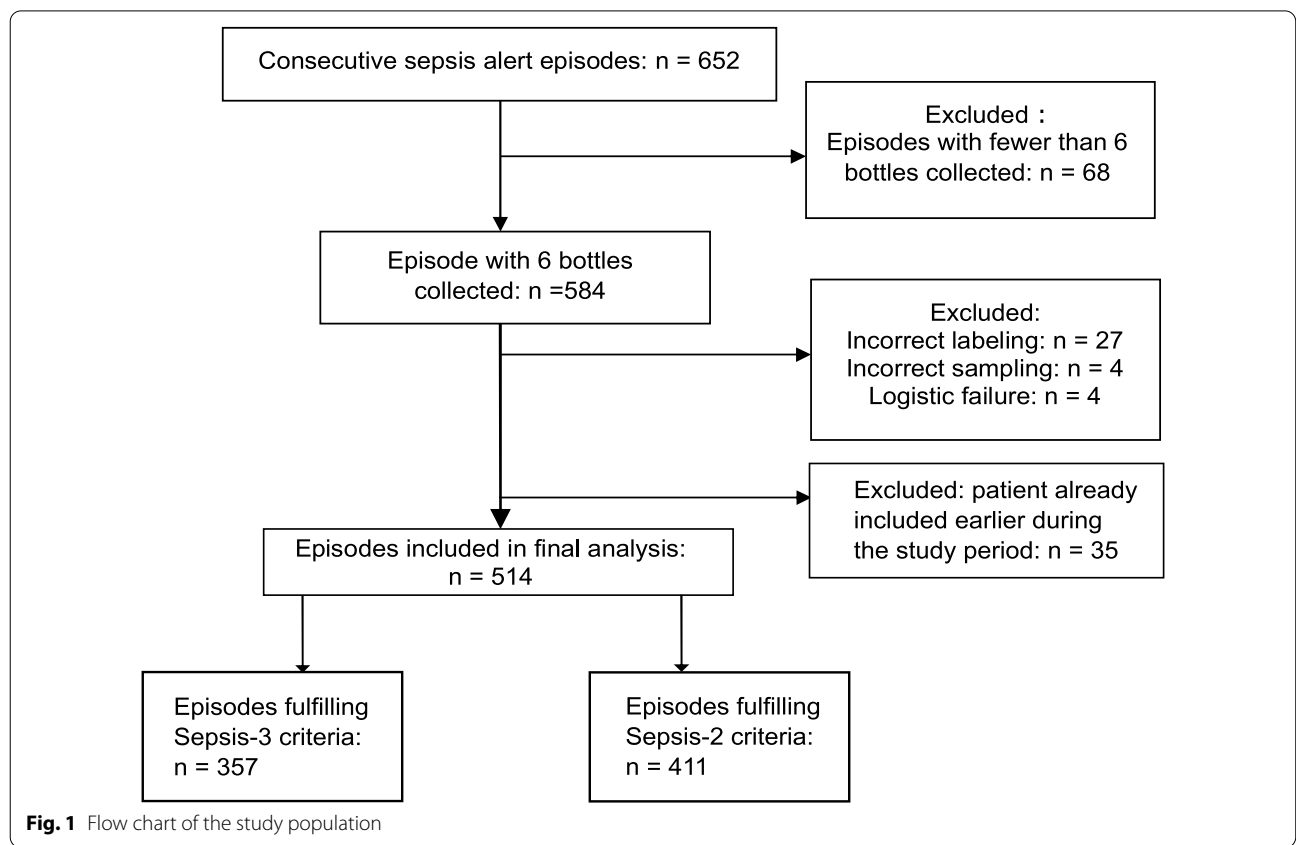 Consecutive sepsis alert episodes: n = 652
Excluded :
Episodes with fewer than 6
bottles collected: n = 68
Episode with 6 bottles
collected: n =584
Excluded:
Incorrect labeling: n = 27
Incorrect sampling: n = 4
Logistic failure: n = 4
Excluded: patient already
included earlier during
the study period: n = 35
Episodes included in final analysis:
n = 514
Episodes fulfilling
Sepsis-3 criteria:
n = 357
Episodes fulfilling
Sepsis-2 criteria:
n = 411
Fig. 1 Flow chart of the study population